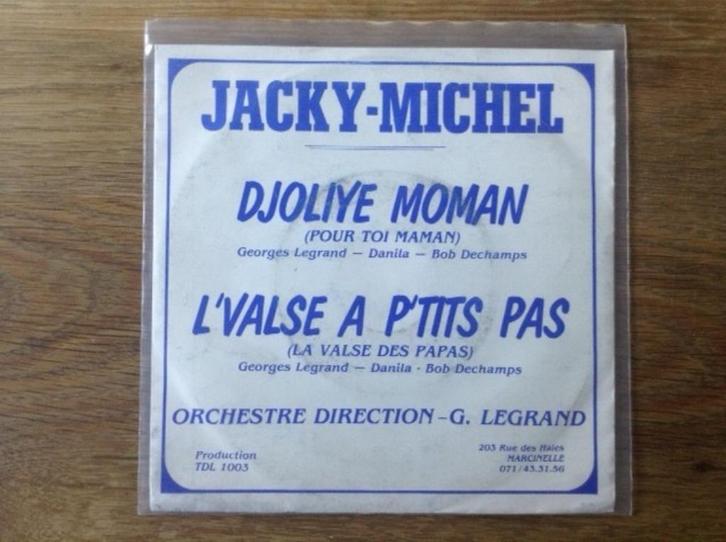 JACKY-MICHEL
DJOLIYE MOMAN
(POUR TOI MAMAN)
Georges Legrand — Danila — Bob Dechamps
L'VALSE A P'TITS PAS
(LA VALSE DES PAPAS)
Georges Legrand — Danila - Bob Dechamps
ORCHESTRE DIRECTION - G. LEGRAND
Production
TDL 1003
203 Rue des Haies
MARCINELLE
071/43.31.56